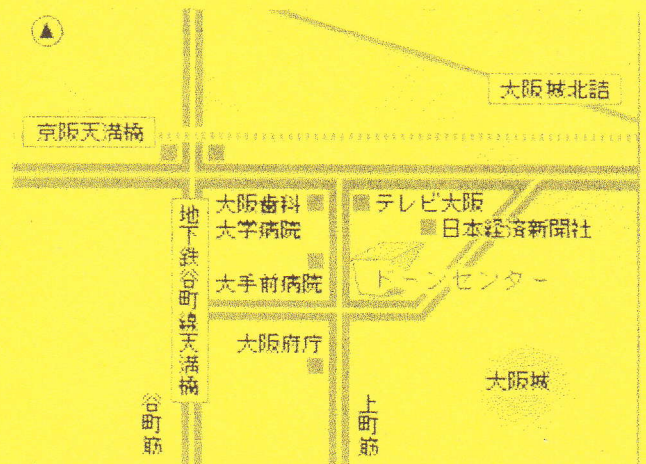 大阪城北詰
京阪天満橋
大阪歯科
大学病院
テレビ大阪
日本経済新聞社
地下鉄谷町線天満橋
大手前病院
ドーンセンター
大阪府庁
大阪城
谷町筋
上町筋